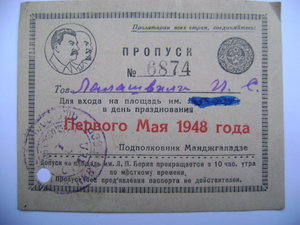 Пролетарии всех стран, соединяйтесь!
ПРОПУСК
№ 6874
Тов. И. С.
Для входа на площадь им.
в день празднования
Первого Мая 1948 года
Подполковник Манджгаладзе
Допуск на площадь им. Л. П. Берия прекращается в 10 час. утра
по местному времени.
Пропуск без предъявления паспорта не действителен.